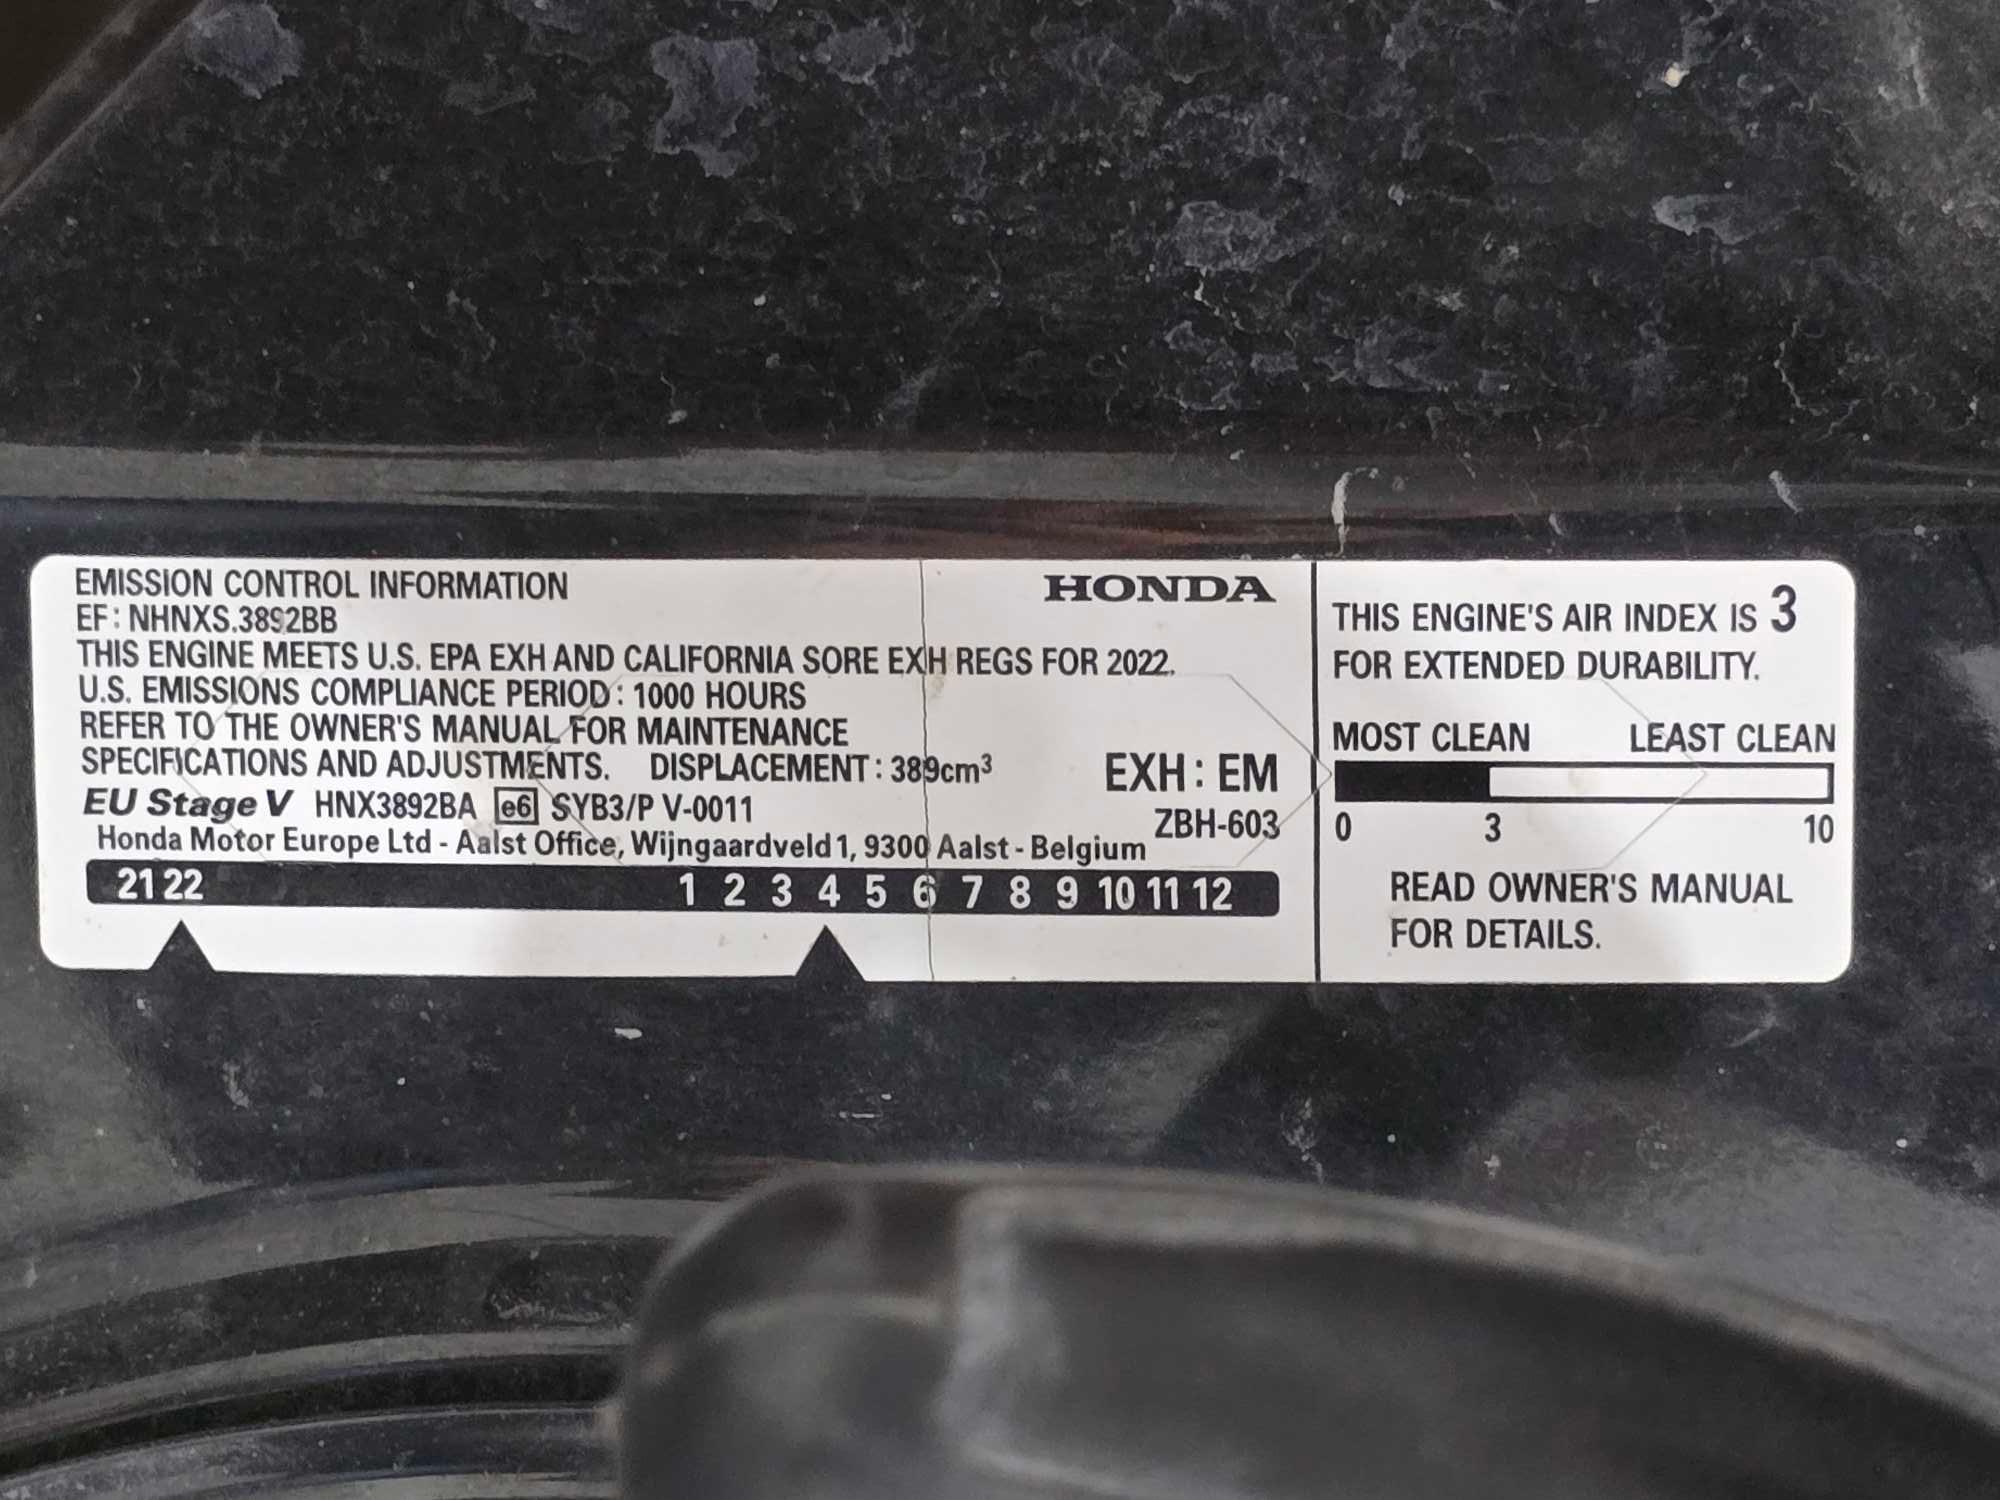 EMISSION CONTROL INFORMATION
HONDA
EF: NHNXS.3892BB
THIS ENGINE MEETS U.S. EPA EXH AND CALIFORNIA SORE EXH REGS FOR 2022.
U.S. EMISSIONS COMPLIANCE PERIOD: 1000 HOURS
REFER TO THE OWNER'S MANUAL FOR MAINTENANCE
SPECIFICATIONS AND ADJUSTMENTS. DISPLACEMENT: 389cm³
EXH: EM
EU Stage V HNX3892BA e6 SYB3/P V-0011
ZBH-603
Honda Motor Europe Ltd - Aalst Office, Wijngaardveld 1, 9300 Aalst - Belgium
21 22 1 2 3 4 5 6 7 8 9 10 11 12
THIS ENGINE'S AIR INDEX IS 3
FOR EXTENDED DURABILITY.
MOST CLEAN LEAST CLEAN
0 3 10
READ OWNER'S MANUAL
FOR DETAILS.